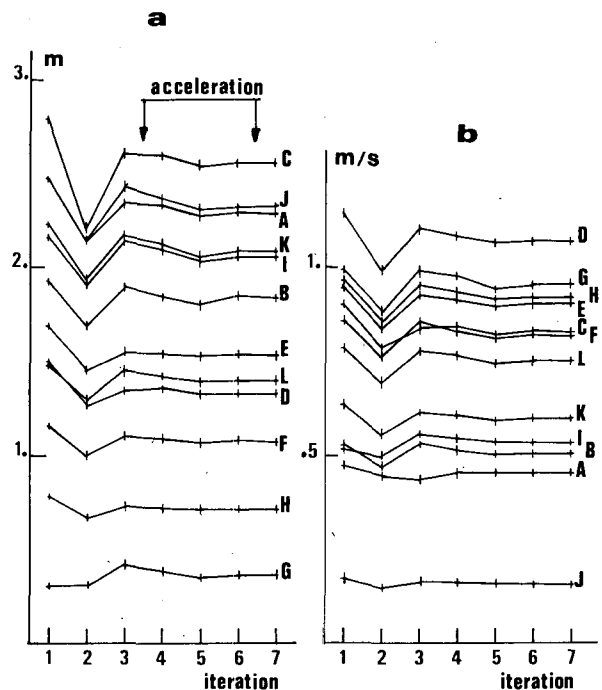 a
m
3.
2.
1.
acceleration
C
J
A
K
I
B
E
L
D
F
H
G
1 2 3 4 5 6 7
iteration
b
m/s
1.
.5
D
G
H
E
C F
L
K
I
B
A
J
1 2 3 4 5 6 7
iteration